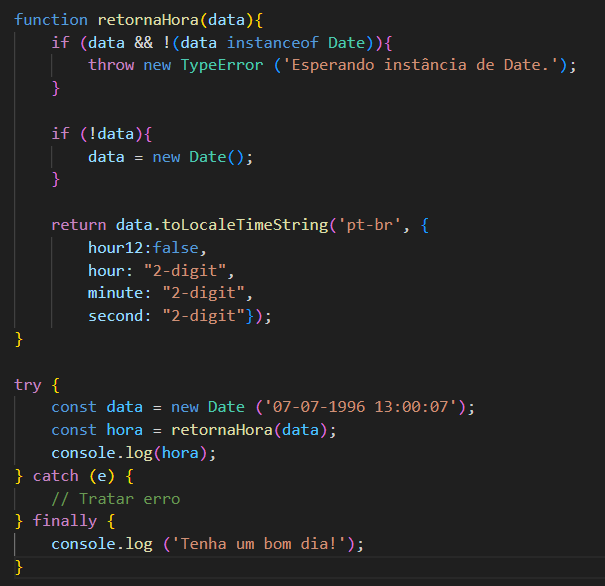 function retornaHora(data){
    if (data && !(data instanceof Date)){
        throw new TypeError ('Esperando instância de Date.');
    }

    if (!data){
        data = new Date();
    }

    return data.toLocaleTimeString('pt-br', {
        hour12:false,
        hour: "2-digit",
        minute: "2-digit",
        second: "2-digit"});
}

try {
    const data = new Date ('07-07-1996 13:00:07');
    const hora = retornaHora(data);
    console.log(hora);
} catch (e) {
    // Tratar erro
} finally {
    console.log ('Tenha um bom dia!');
}